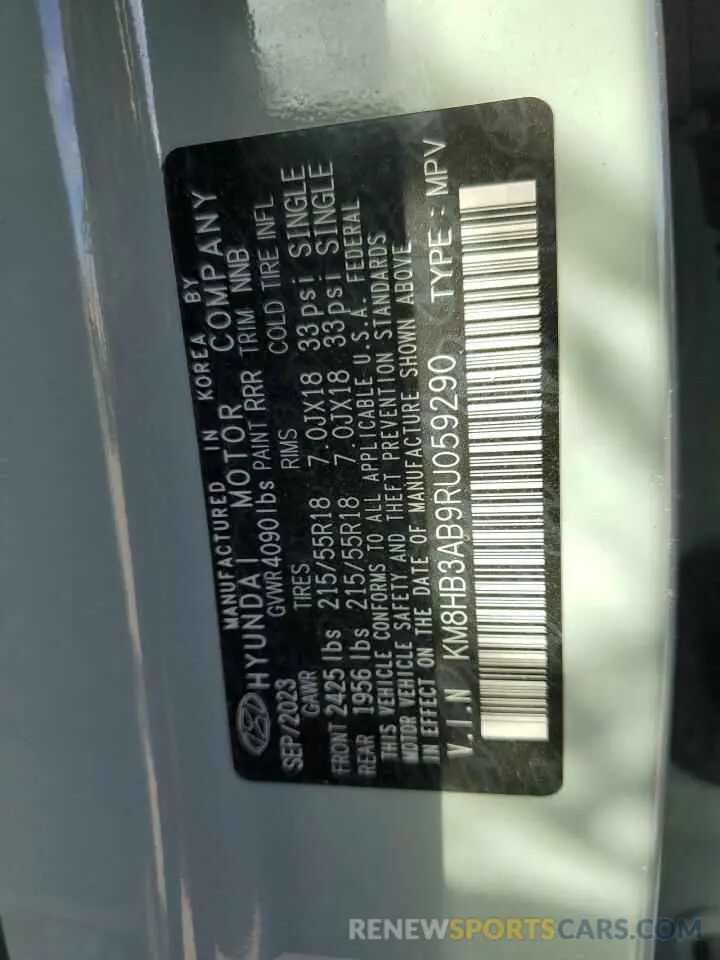 MANUFACTURED IN KOREA BY
HYUNDAI MOTOR COMPANY
GVWR 4090lbs PAINT RRR TRIM NNB
SEP/2023
GAWR TIRES RIMS COLD TIRE INFL
FRONT 2425 lbs 215/55R18 7.0JX18 33psi SINGLE
REAR 1956 lbs 215/55R18 7.0JX18 33psi SINGLE
THIS VEHICLE CONFORMS TO ALL APPLICABLE U.S.A. FEDERAL
MOTOR VEHICLE SAFETY AND THEFT PREVENTION STANDARDS
IN EFFECT ON THE DATE OF MANUFACTURE SHOWN ABOVE
V.I.N KM8HB3AB9RU059290 TYPE: MPV
RENEWSPORTSCARS.COM